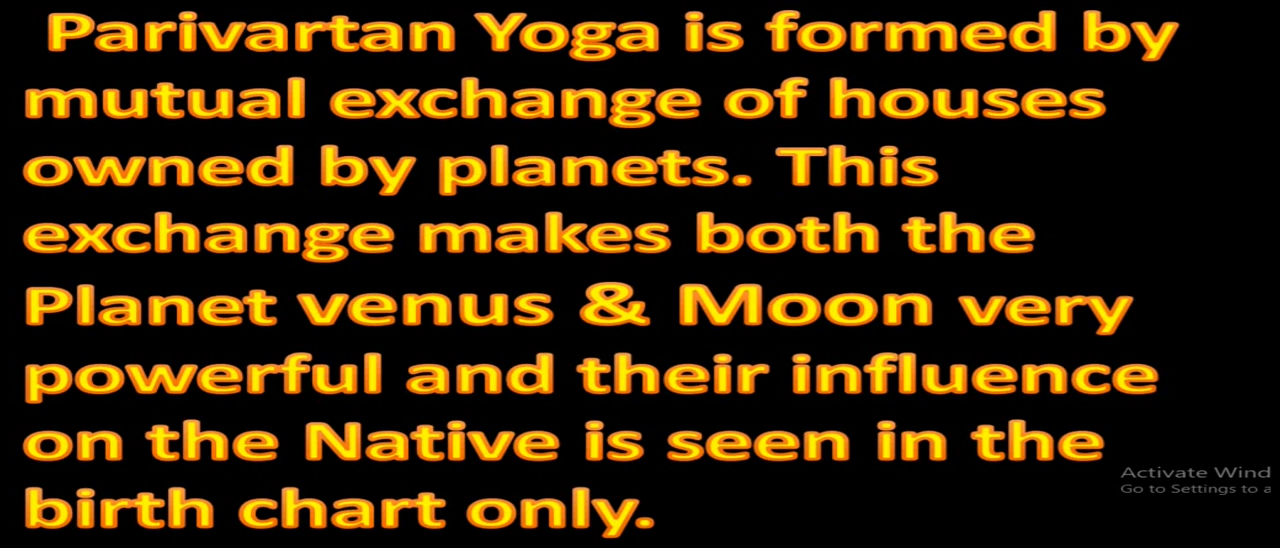 Parivartan Yoga is formed by
mutual exchange of houses
owned by planets. This
exchange makes both the
Planet venus & Moon very
powerful and their influence
on the Native is seen in the
birth chart only.
Activate Wind
Go to Settings to a